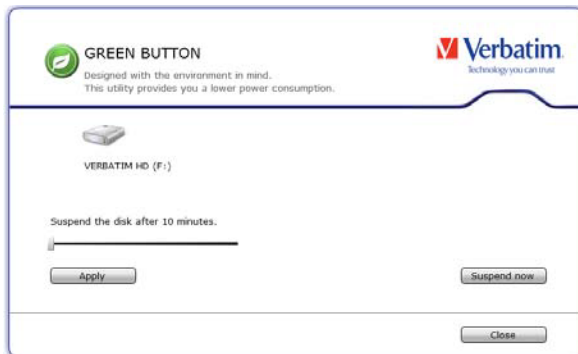 GREEN BUTTON
Designed with the environment in mind.
This utility provides you a lower power consumption.
Verbatim.
Technology you can trust
VERBATIM HD (F:)
Suspend the disk after 10 minutes.
Apply
Suspend now
Close